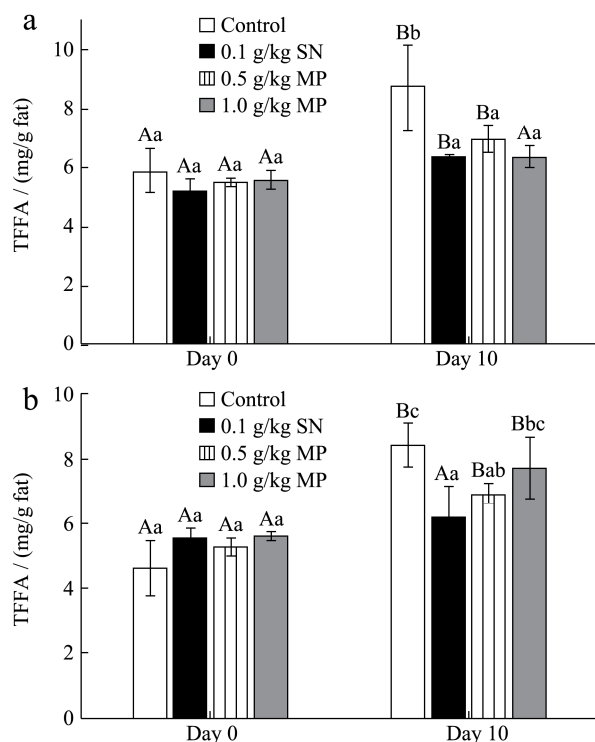 a
Control
0.1 g/kg SN
0.5 g/kg MP
1.0 g/kg MP
TFFA / (mg/g fat)
10
8
6
4
2
0
Aa Aa Aa Aa
Bb Ba Ba Aa
Day 0 Day 10
b
Control
0.1 g/kg SN
0.5 g/kg MP
1.0 g/kg MP
TFFA / (mg/g fat)
10
8
6
4
2
0
Aa Aa Aa Aa
Bc Aa Bab Bbc
Day 0 Day 10